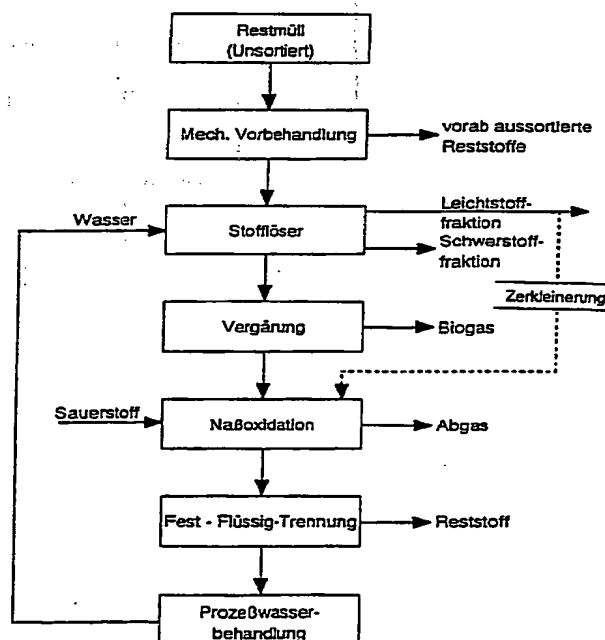 Restmüll
(Unsortiert)
Mech. Vorbehandlung
vorab aussortierte
Reststoffe
Wasser
Stofflöser
Leichtstoff-
fraktion
Schwerstoff-
fraktion
Zerkleinerung
Vergärung
Biogas
Sauerstoff
Naßoxidation
Abgas
Fest - Flüssig-Trennung
Reststoff
Prozeßwasser-
behandlung